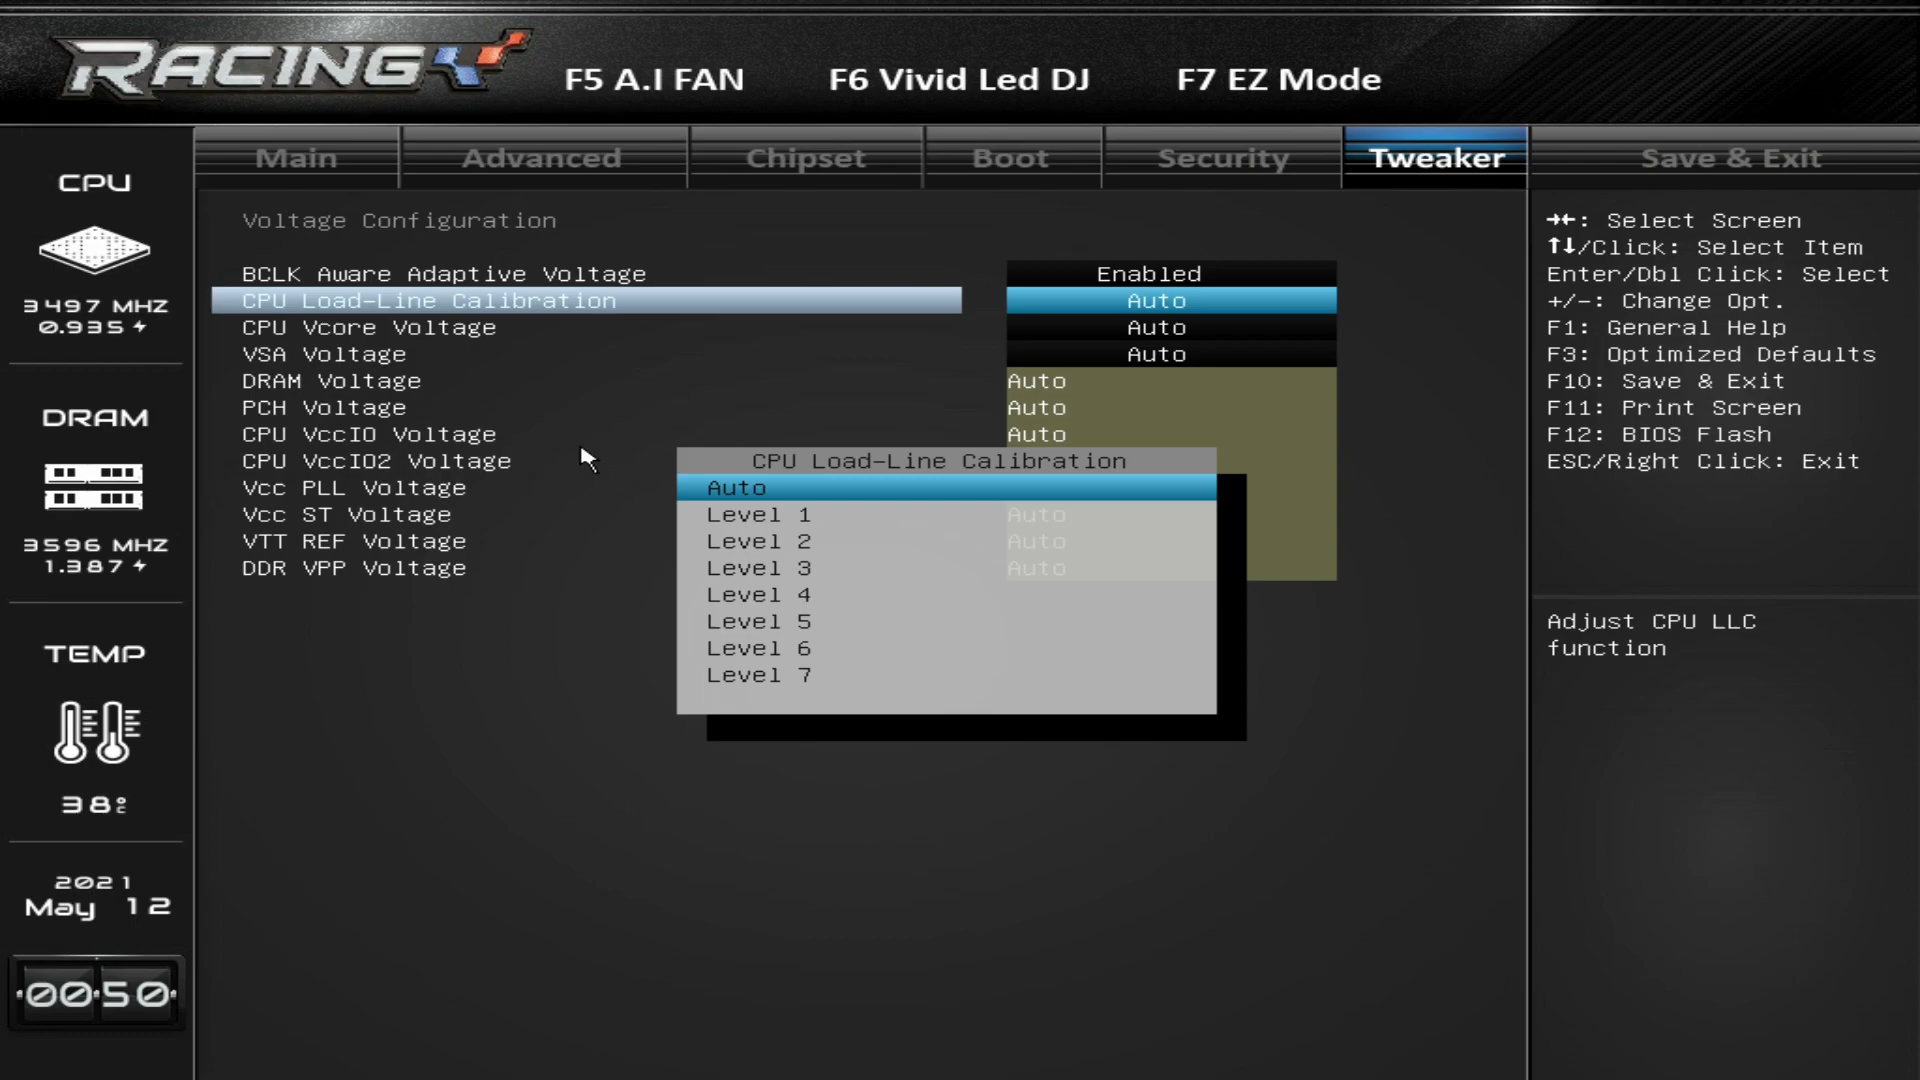 RACING
F5 A.I FAN F6 Vivid Led DJ F7 EZ Mode
Main Advanced Chipset Boot Security Tweaker Save & Exit
CPU
3497 MHZ
0.935
DRAM
3596 MHZ
1.387
TEMP
38°C
2021
May 12
00:50
Voltage Configuration
BCLK Aware Adaptive Voltage Enabled
CPU Load-Line Calibration Auto
CPU Vcore Voltage Auto
VSA Voltage Auto
DRAM Voltage Auto
PCH Voltage Auto
CPU VccIO Voltage Auto
CPU VccIO2 Voltage
Vcc PLL Voltage
Vcc ST Voltage Auto
VTT REF Voltage Auto
DDR VPP Voltage Auto
CPU Load-Line Calibration
Auto
Level 1
Level 2
Level 3
Level 4
Level 5
Level 6
Level 7
→←: Select Screen
↑↓/Click: Select Item
Enter/Dbl Click: Select
+/-: Change Opt.
F1: General Help
F3: Optimized Defaults
F10: Save & Exit
F11: Print Screen
F12: BIOS Flash
ESC/Right Click: Exit
Adjust CPU LLC
function